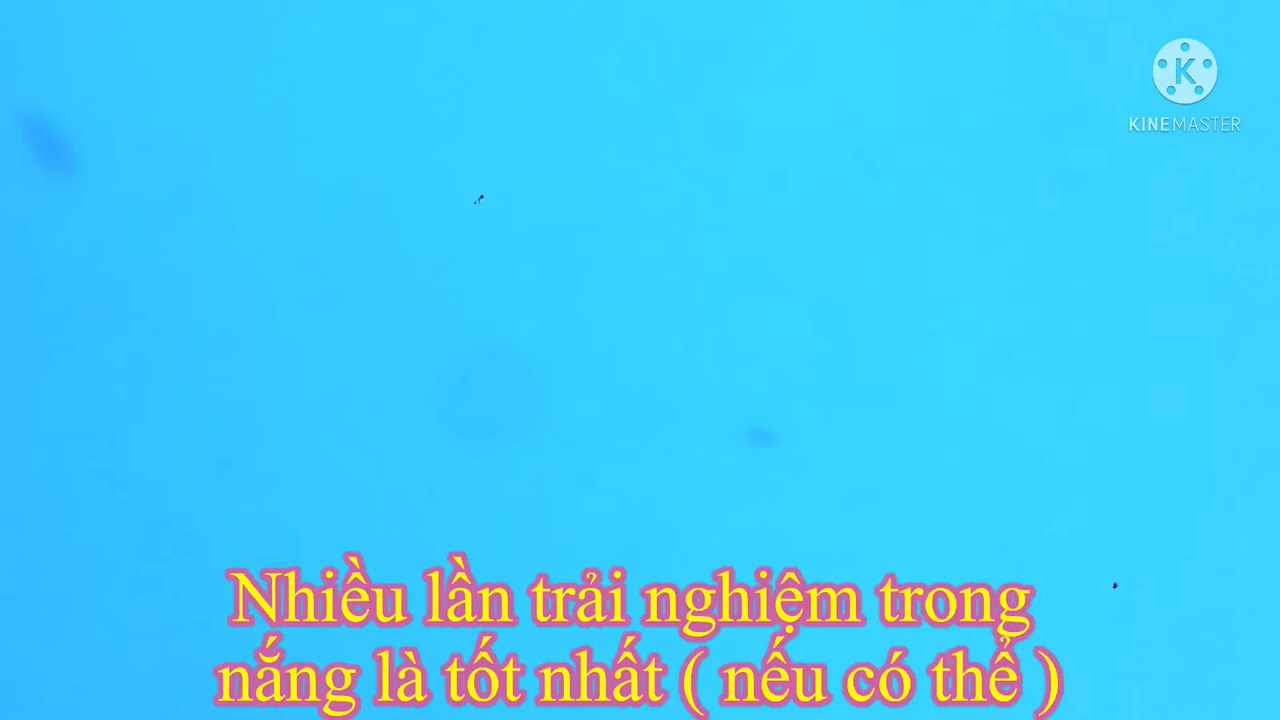 K
KINEMASTER
Nhiều lần trải nghiệm trong
nắng là tốt nhất ( nếu có thể )